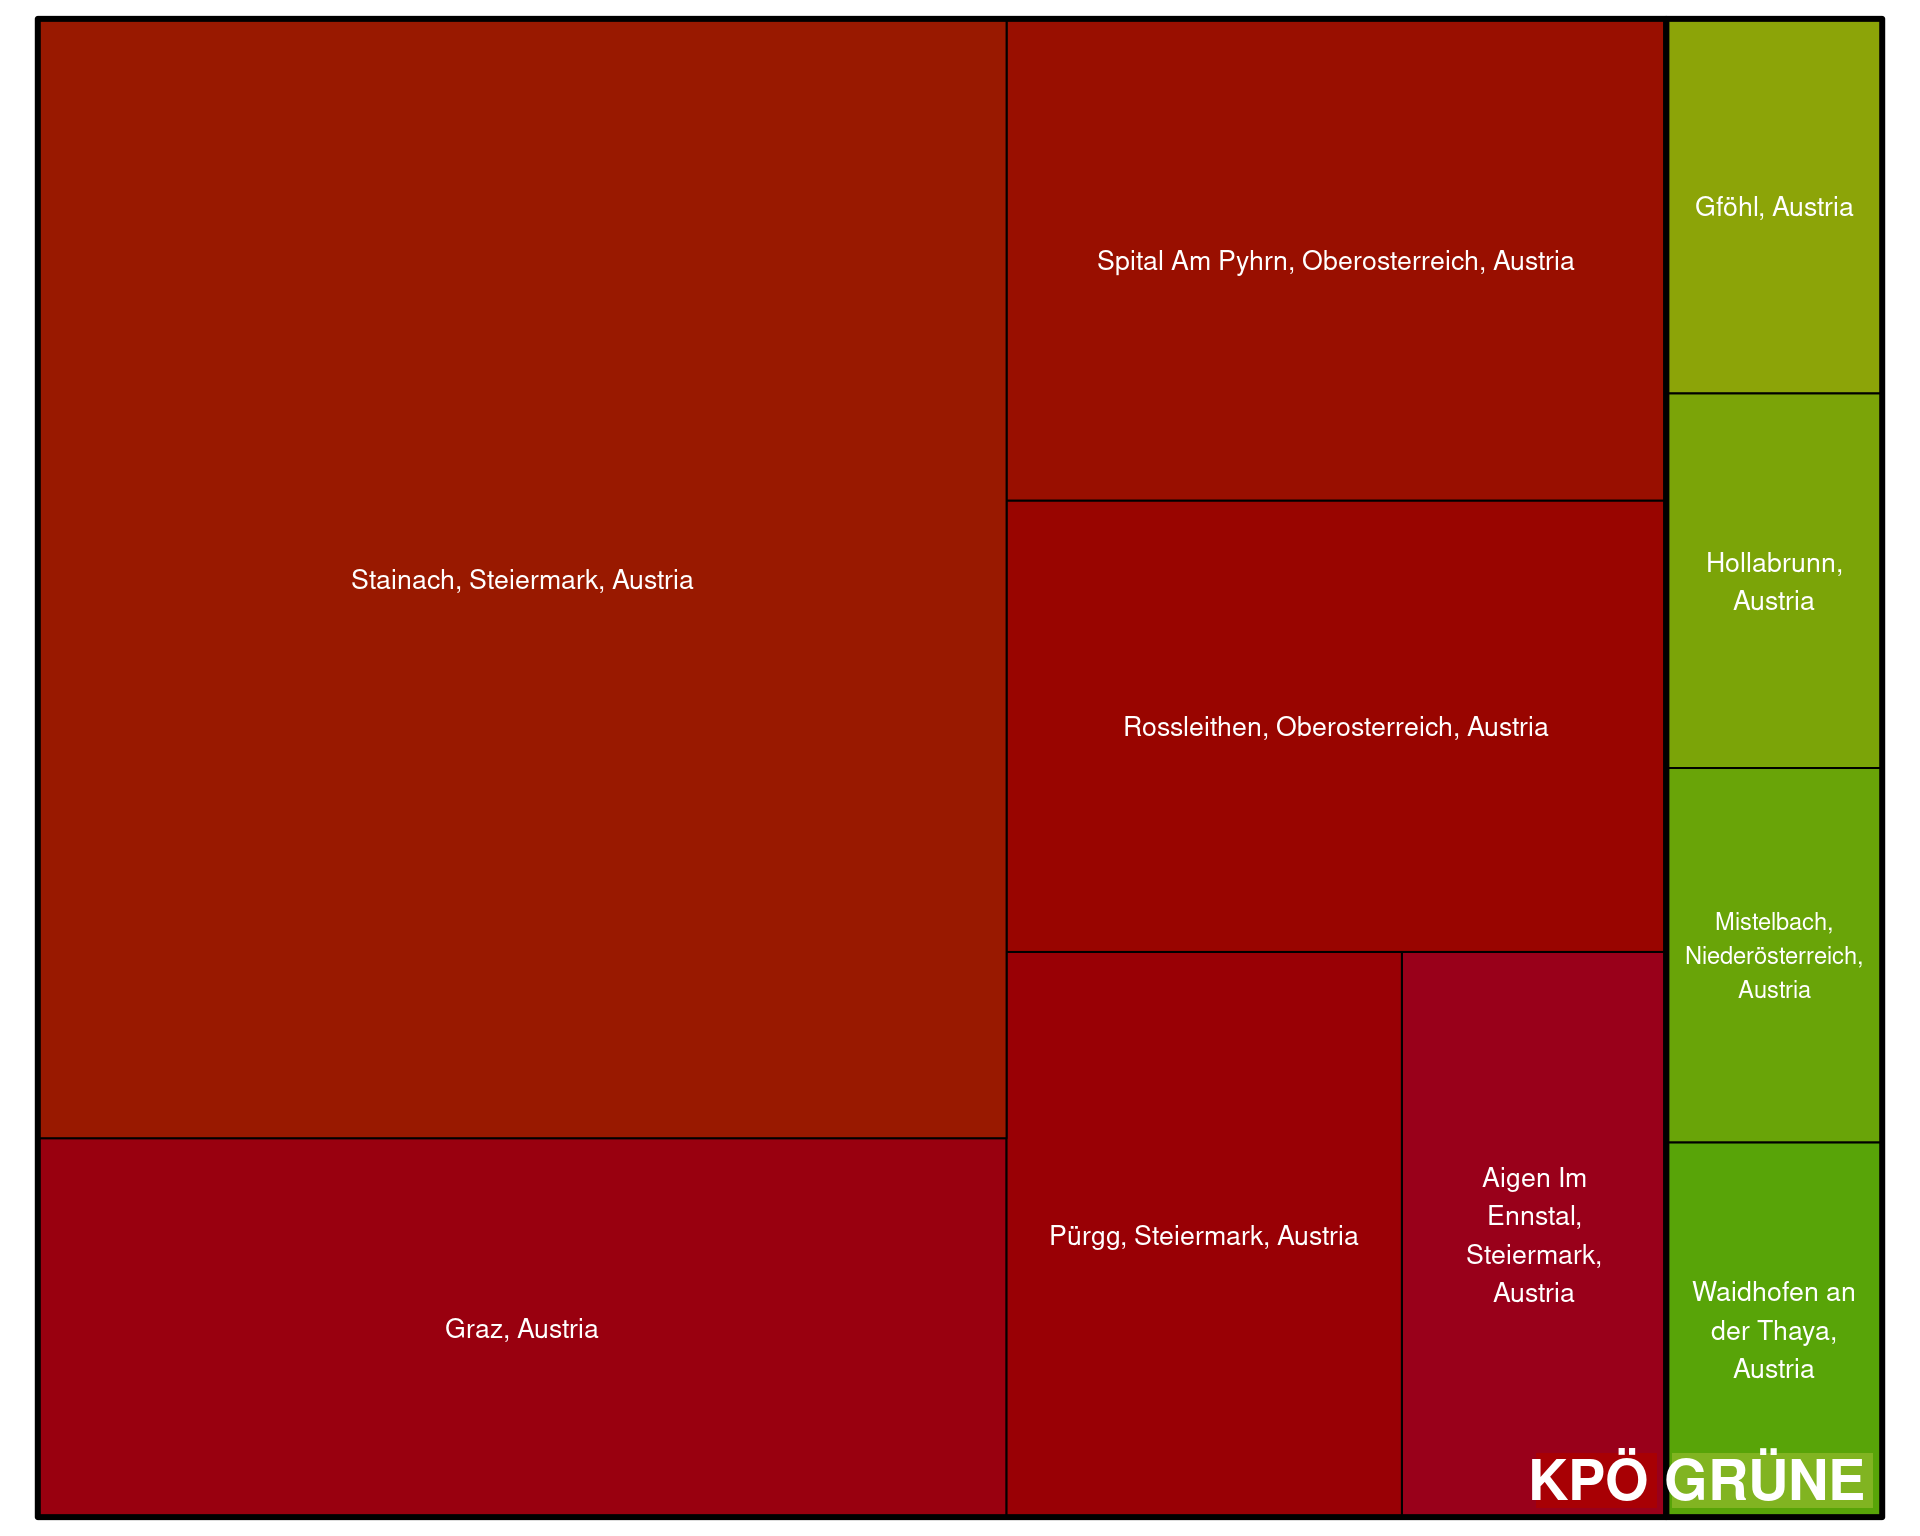 Stainach, Steiermark, Austria
Graz, Austria
Spital Am Pyhrn, Oberosterreich, Austria
Rossleithen, Oberosterreich, Austria
Pürgg, Steiermark, Austria
Aigen Im
Ennstal,
Steiermark,
Austria
KPÖ
Gföhl, Austria
Hollabrunn,
Austria
Mistelbach,
Niederösterreich,
Austria
Waidhofen an
der Thaya,
Austria
GRÜNE